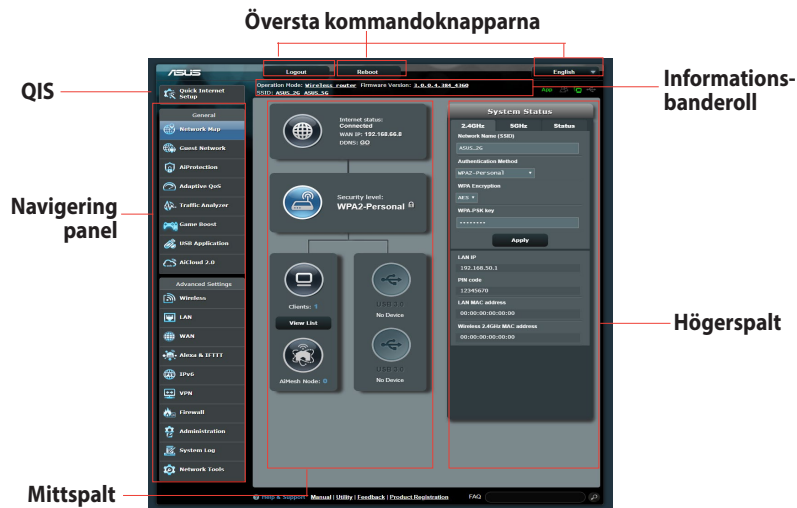 Översta kommandoknapparna
QIS
Informations-
banderoll
Navigering
panel
Högerspalt
Mittspalt
ASUS
Logout
Reboot
English
Quick Internet
Setup
Operation Mode: Wireless router Firmware Version: 3.0.0.4.384_4360
SSID: ASUS_2G ASUS_5G
App
General
Network Map
Guest Network
AiProtection
Adaptive QoS
Traffic Analyzer
Game Boost
USB Application
AiCloud 2.0
Advanced Settings
Wireless
LAN
WAN
Alexa & IFTTT
IPv6
VPN
Firewall
Administration
System Log
Network Tools
Internet status:
Connected
WAN IP: 192.168.66.8
DDNS: GO
Security level:
WPA2-Personal
Clients: 1
View List
AiMesh Node: 0
USB 3.0
No Device
No Device
System Status
2.4GHz 5GHz Status
Network Name (SSID)
ASUS_2G
Authentication Method
WPA2-Personal
WPA Encryption
AES
WPA-PSK key
Apply
LAN IP
192.168.50.1
PIN code
12345670
LAN MAC address
00:00:00:00:00:00
Wireless 2.4GHz MAC address
00:00:00:00:00:00
Help & Support Manual | Utility | Feedback | Product Registration FAQ